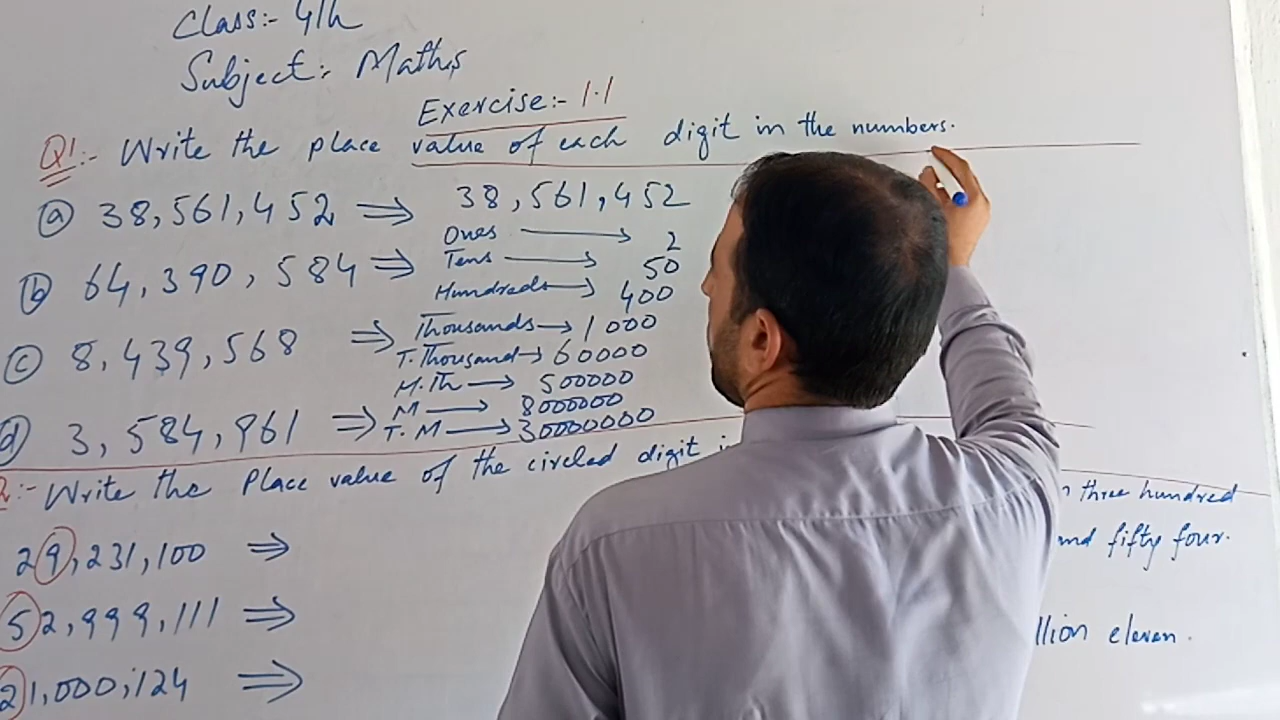 Class:- 4th
Subject:- Maths
Exercise:- 1.1
Q1:- Write the place value of each digit in the numbers.
(a) 38,561,452 ⇒ 38,561,452
Ones → 2
(b) 64,390,584 ⇒ Tens → 50
Hundreds → 400
(c) 8,439,568 ⇒ Thousands → 1000
T.Thousand → 60000
M.Th → 500000
M → 8000000
(d) 3,584,961 ⇒ T.M → 30000000
2:- Write the Place value of the circled digit
three hundred
29,231,100 ⇒
fifty four.
52,999,111 ⇒
llion eleven.
21,000,124 ⇒